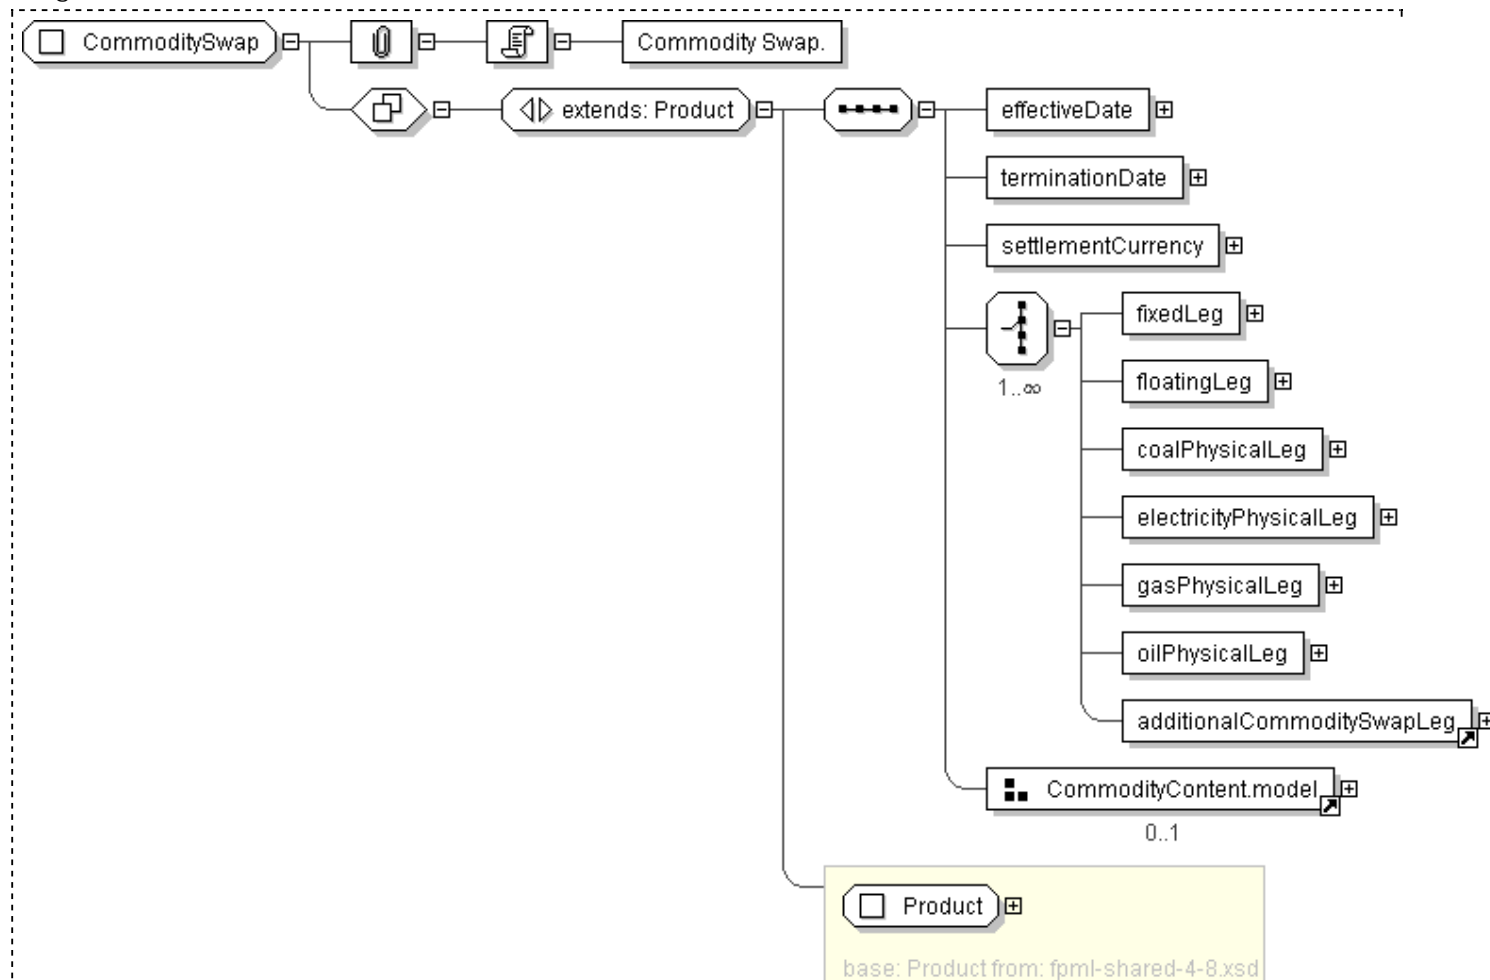 CommoditySwap
Commodity Swap.
extends: Product
effectiveDate
terminationDate
settlementCurrency
1..∞
fixedLeg
floatingLeg
coalPhysicalLeg
electricityPhysicalLeg
gasPhysicalLeg
oilPhysicalLeg
additionalCommoditySwapLeg
CommodityContent.model
0..1
Product
base: Product from: fpml-shared-4-8.xsd